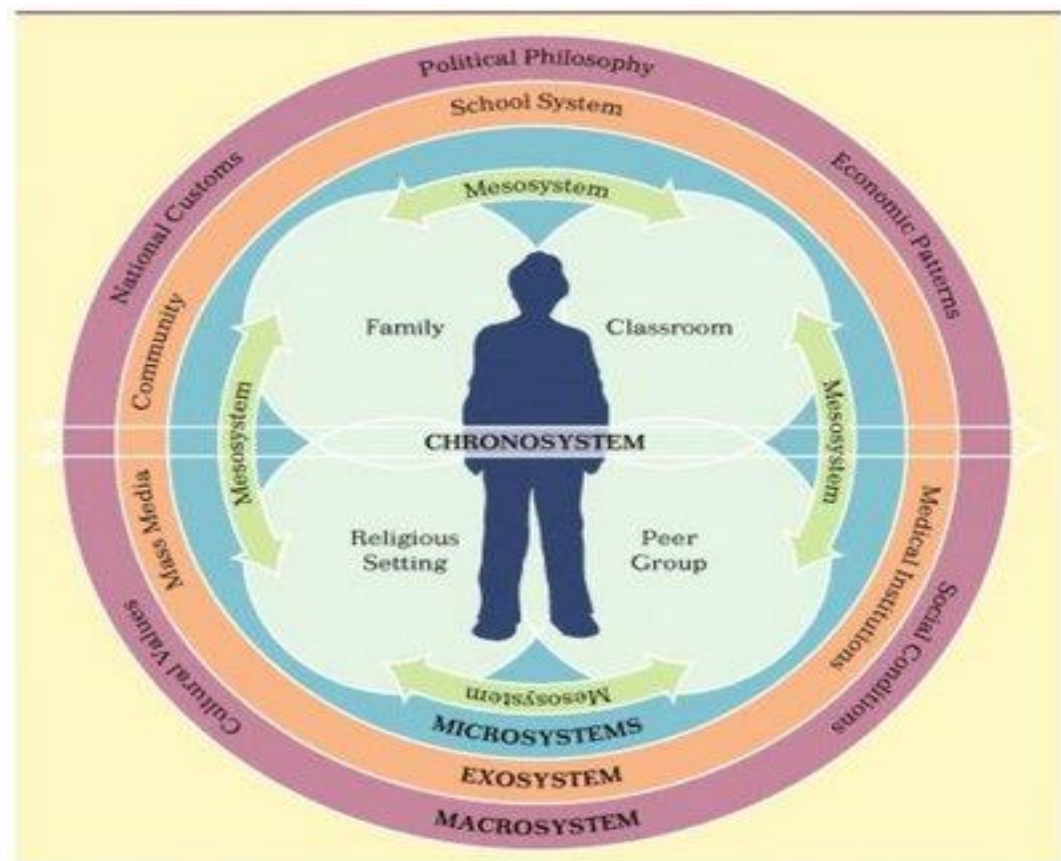 Political Philosophy
School System
National Customs
Economic Patterns
Mesosystem
Community
Family
Classroom
Mesosystem
Mesosystem
CHRONOSYSTEM
Mass Media
Religious
Setting
Peer
Group
Medical Institutions
Cultural Values
Social Conditions
Mesosystem
MICROSYSTEMS
EXOSYSTEM
MACROSYSTEM